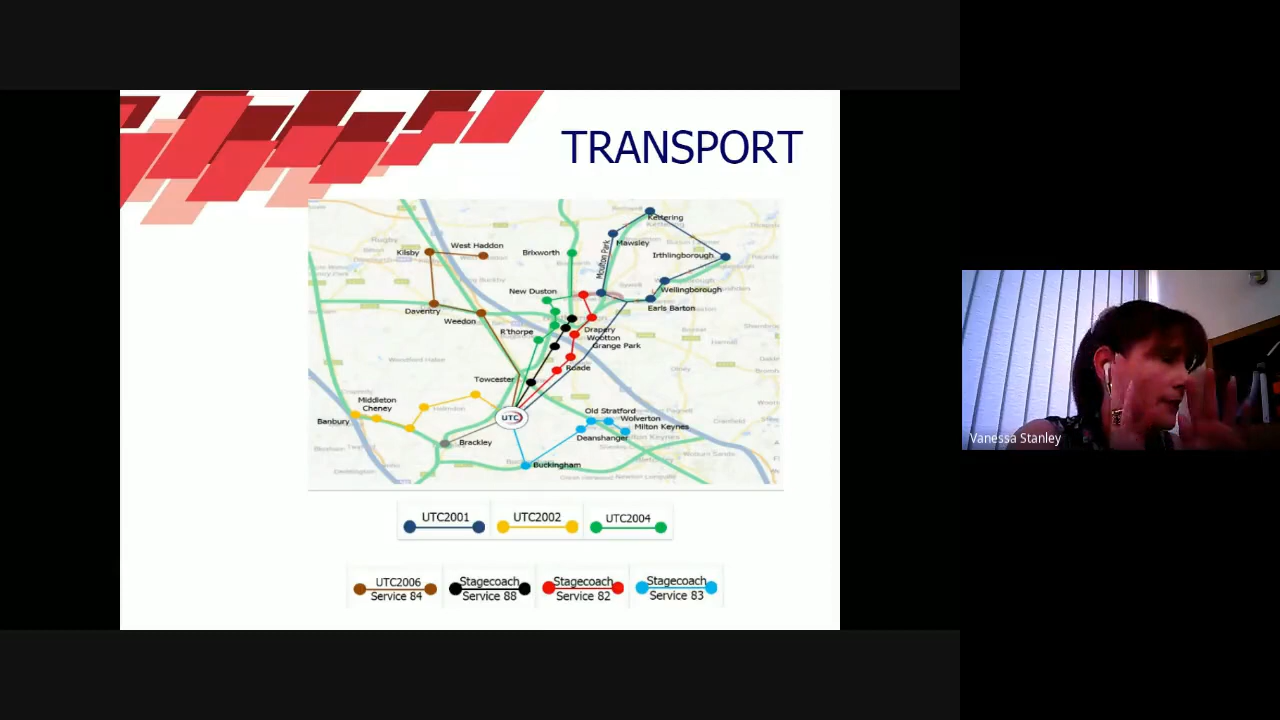 TRANSPORT
Kettering
Mawsley
Moulton Park
Irthlingborough
Wellingborough
Earls Barton
West Haddon
Kilsby
Brixworth
New Duston
Daventry
Weedon
R'thorpe
Drapery
Wootton
Grange Park
Roade
Towcester
Middleton
Cheney
Banbury
UTC
Brackley
Old Stratford
Wolverton
Milton Keynes
Deanshanger
Buckingham
UTC2001
UTC2002
UTC2004
UTC2006
Service 84
Stagecoach
Service 88
Stagecoach
Service 82
Stagecoach
Service 83
Vanessa Stanley